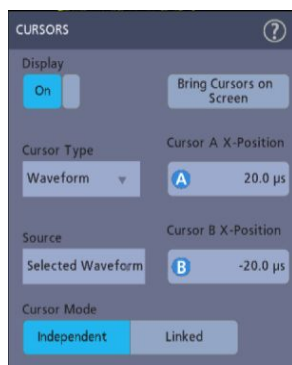 CURSORS
?
Display
On
Bring Cursors on
Screen
Cursor Type
Waveform
Cursor A X-Position
A 20.0 µs
Source
Selected Waveform
Cursor B X-Position
B -20.0 µs
Cursor Mode
Independent Linked